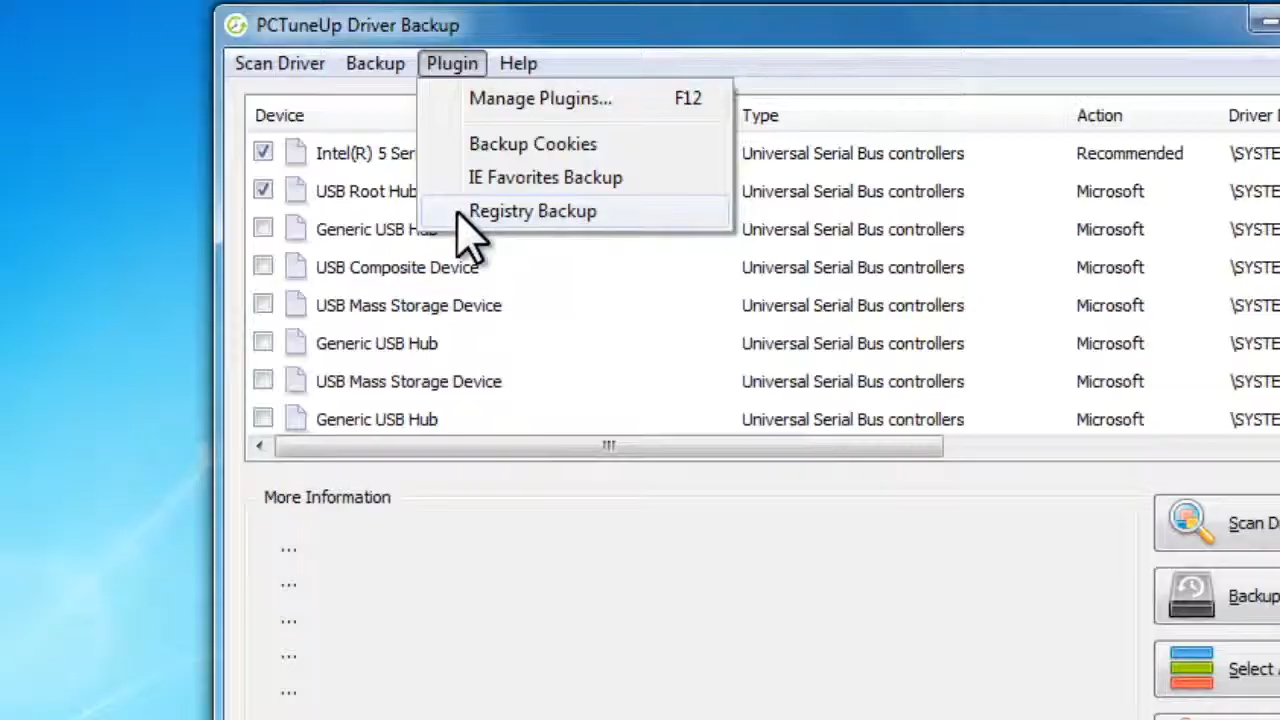 PCTuneUp Driver Backup
Scan Driver Backup Plugin Help
Manage Plugins... F12
Backup Cookies
IE Favorites Backup
Registry Backup
Device Type Action Driver
Intel(R) 5 Ser Universal Serial Bus controllers Recommended \SYSTE
USB Root Hub Universal Serial Bus controllers Microsoft \SYSTE
Generic USB Hub Universal Serial Bus controllers Microsoft \SYSTE
USB Composite Device Universal Serial Bus controllers Microsoft \SYSTE
USB Mass Storage Device Universal Serial Bus controllers Microsoft \SYSTE
Generic USB Hub Universal Serial Bus controllers Microsoft \SYSTE
USB Mass Storage Device Universal Serial Bus controllers Microsoft \SYSTE
Generic USB Hub Universal Serial Bus controllers Microsoft \SYSTE
More Information
...
...
...
...
...
Scan D
Backup
Select